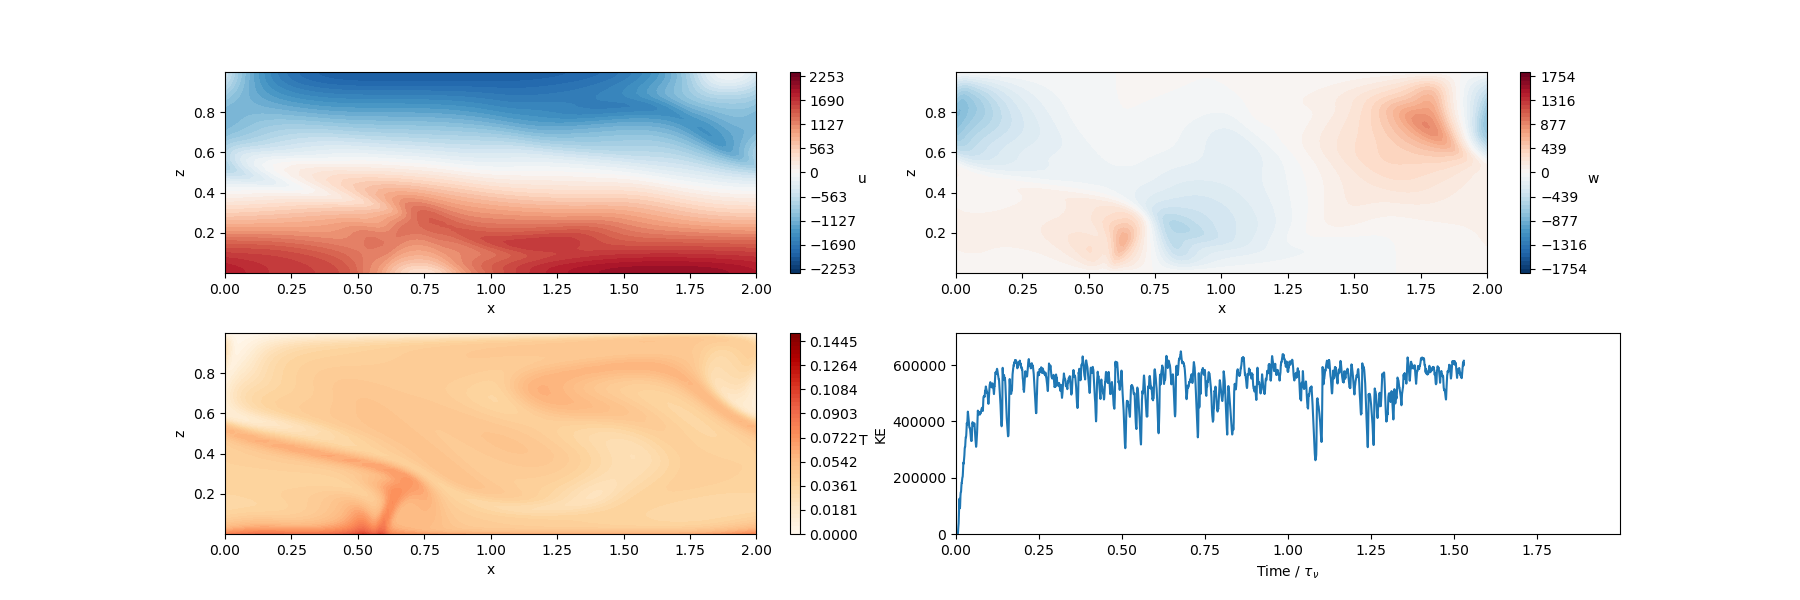 z
0.8
0.6
0.4
0.2
0.00 0.25 0.50 0.75 1.00 1.25 1.50 1.75 2.00
x
2253
1690
1127
563
0
−563
−1127
−1690
−2253
u
z
0.8
0.6
0.4
0.2
0.00 0.25 0.50 0.75 1.00 1.25 1.50 1.75 2.00
x
1754
1316
877
439
0
−439
−877
−1316
−1754
w
z
0.8
0.6
0.4
0.2
0.00 0.25 0.50 0.75 1.00 1.25 1.50 1.75 2.00
x
0.1445
0.1264
0.1084
0.0903
0.0722
0.0542
0.0361
0.0181
0.0000
T
KE
600000
400000
200000
0
0.00 0.25 0.50 0.75 1.00 1.25 1.50 1.75
Time / τν